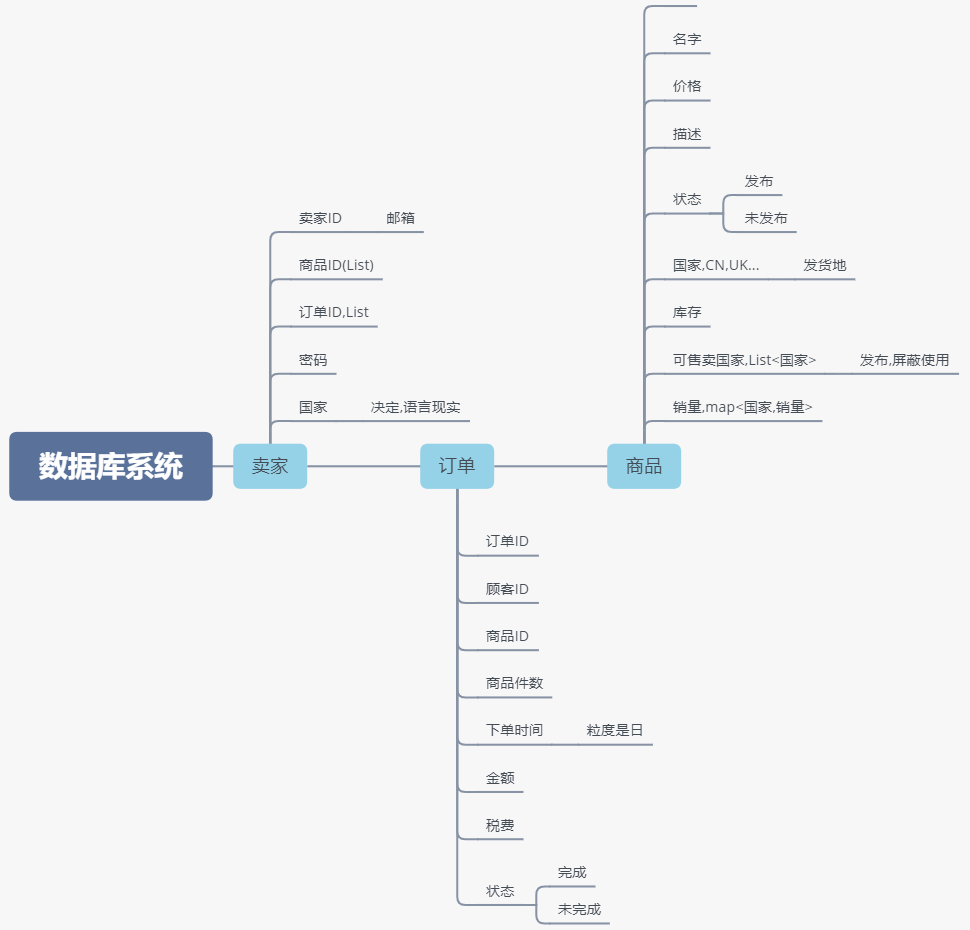 数据库系统
卖家
卖家ID 邮箱
商品ID(List)
订单ID,List
密码
国家 决定,语言现实
订单
订单ID
顾客ID
商品ID
商品件数
下单时间 粒度是日
金额
税费
状态
完成
未完成
商品
名字
价格
描述
状态
发布
未发布
国家,CN,UK... 发货地
库存
可售卖国家,List<国家> 发布,屏蔽使用
销量,map<国家,销量>